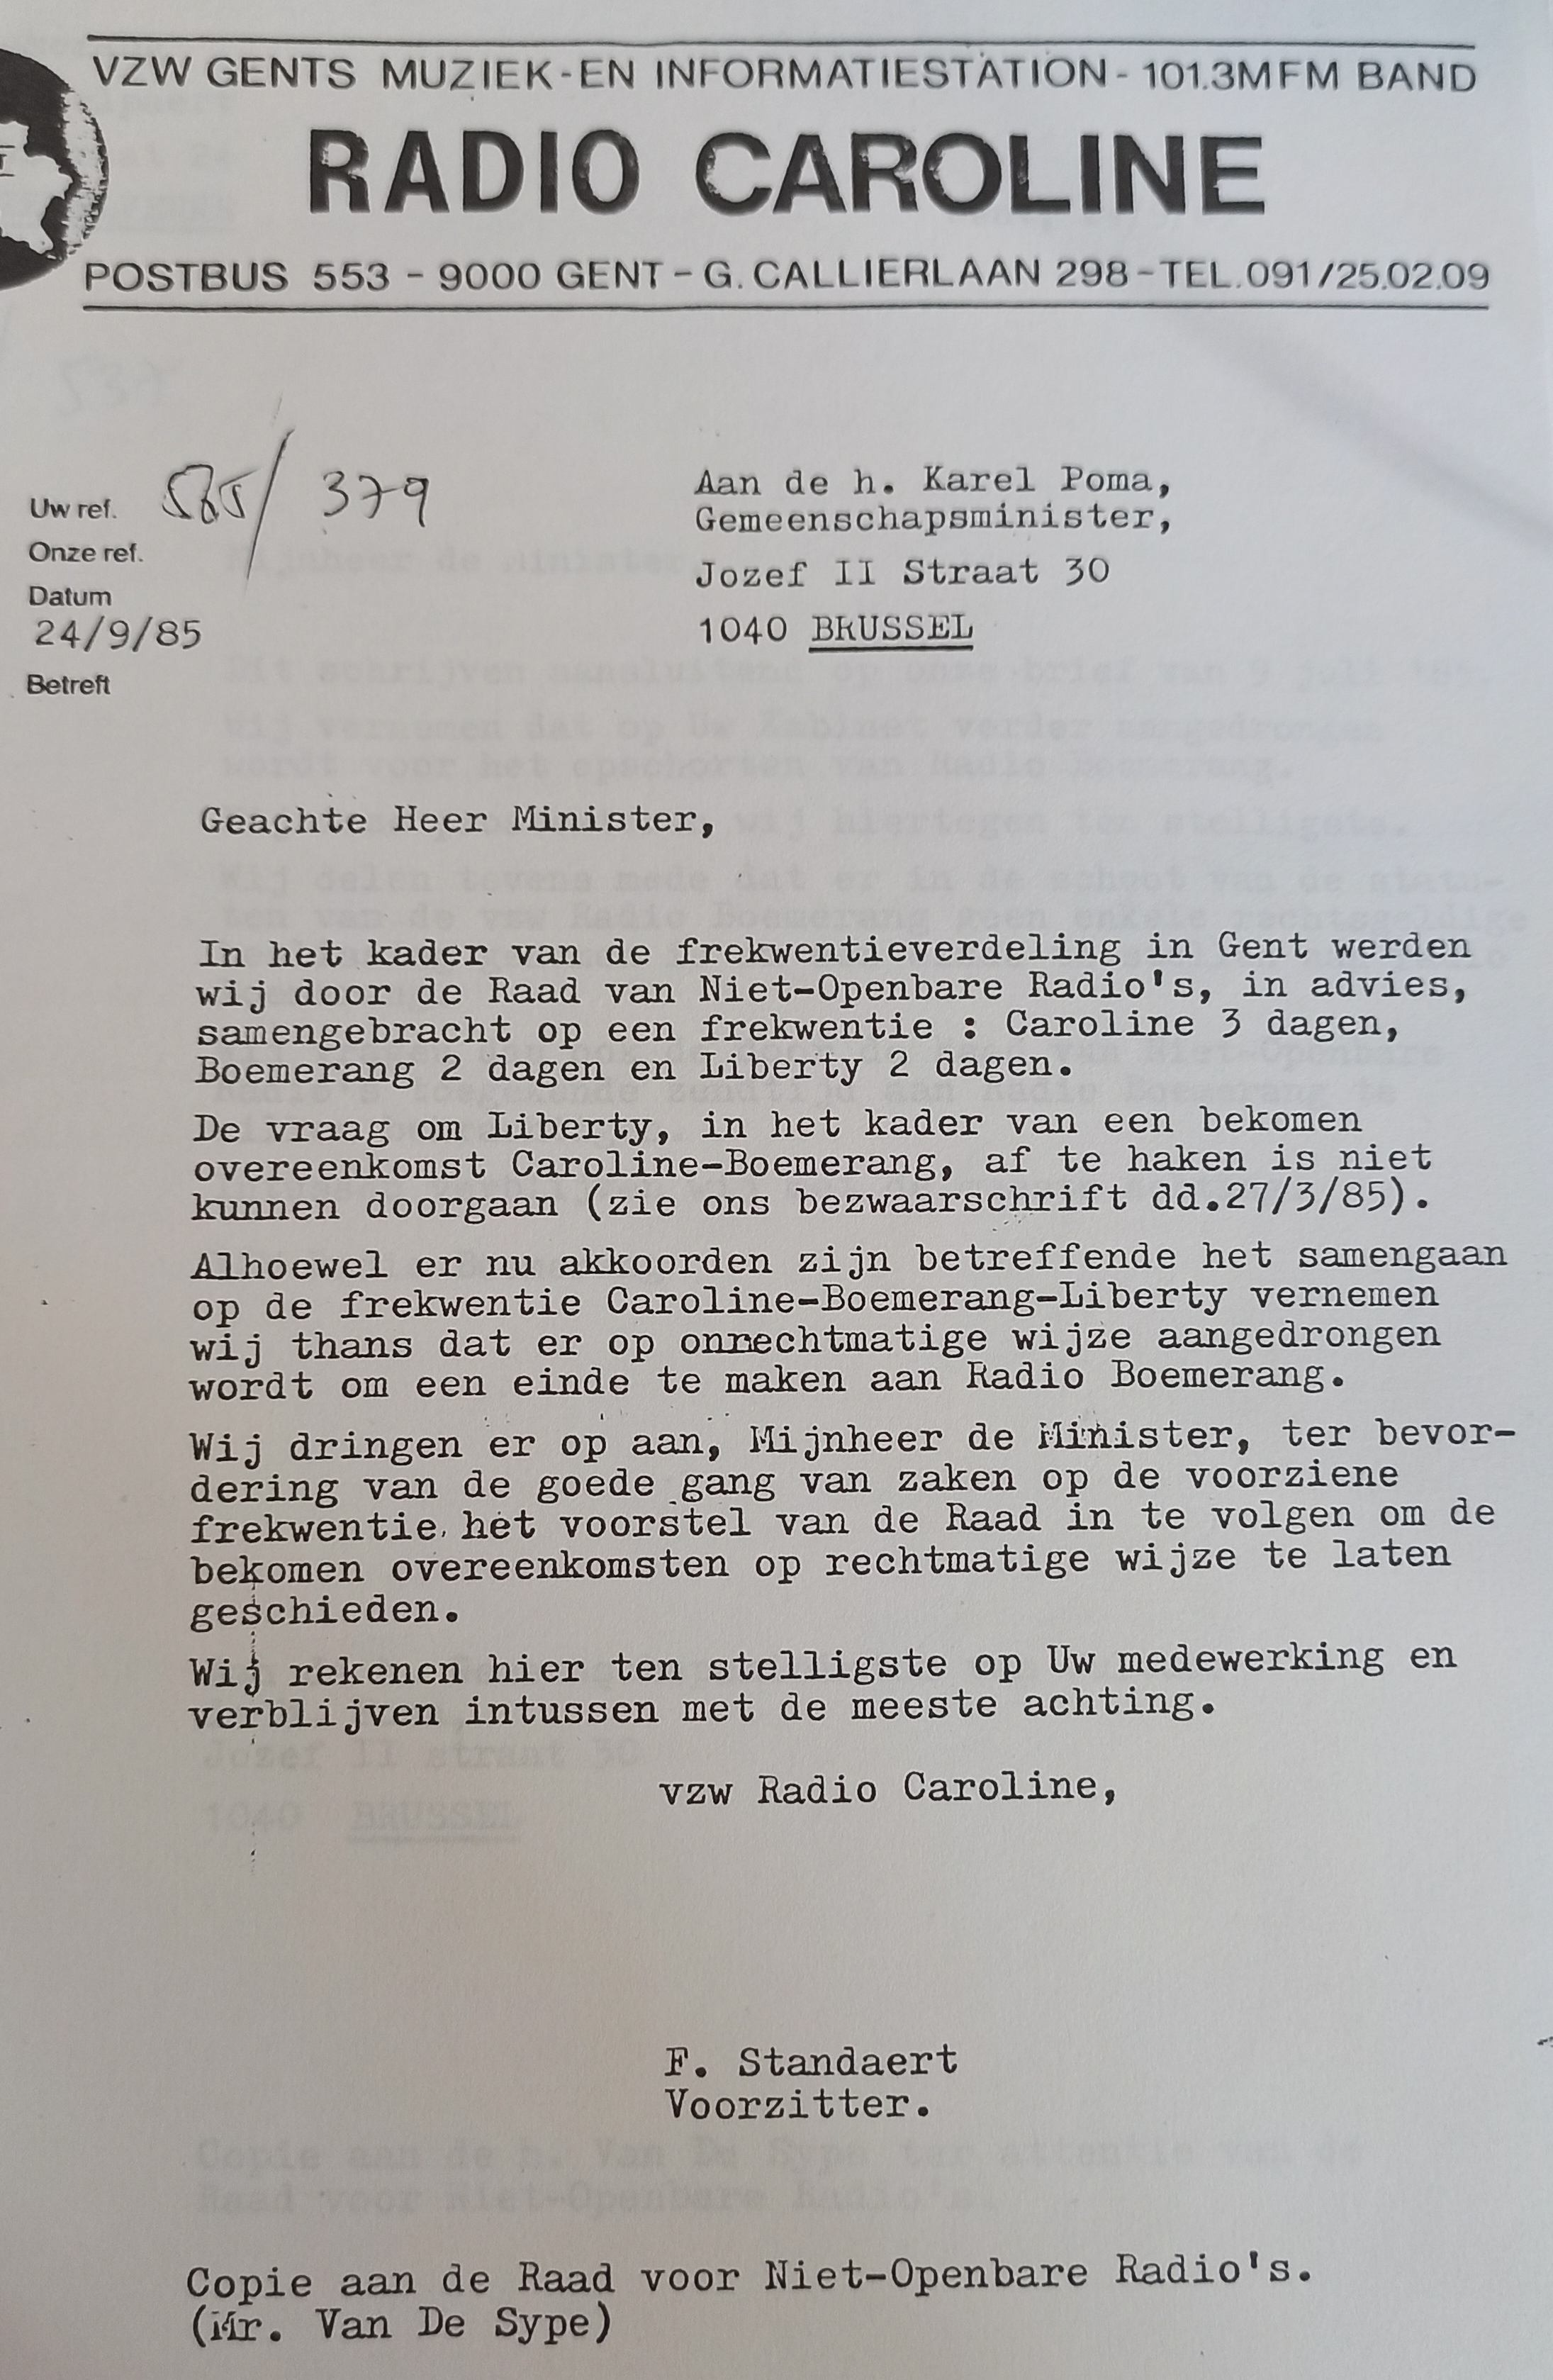 VZW GENTS MUZIEK-EN INFORMATIESTATION - 101.3MFM BAND
RADIO CAROLINE
POSTBUS 553 - 9000 GENT - G. CALLIERLAAN 298 - TEL. 091/25.02.09
Uw ref. 585/379
Onze ref.
Datum
24/9/85
Betreft
Aan de h. Karel Poma,
Gemeenschapsminister,
Jozef II Straat 30
1040 BRUSSEL
Geachte Heer Minister,
In het kader van de frekwentieverdeling in Gent werden
wij door de Raad van Niet-Openbare Radio's, in advies,
samengebracht op een frekwentie : Caroline 3 dagen,
Boemerang 2 dagen en Liberty 2 dagen.
De vraag om Liberty, in het kader van een bekomen
overeenkomst Caroline-Boemerang, af te haken is niet
kunnen doorgaan (zie ons bezwaarschrift dd.27/3/85).
Alhoewel er nu akkoorden zijn betreffende het samengaan
op de frekwentie Caroline-Boemerang-Liberty vernemen
wij thans dat er op onrechtmatige wijze aangedrongen
wordt om een einde te maken aan Radio Boemerang.
Wij dringen er op aan, Mijnheer de Minister, ter bevor-
dering van de goede gang van zaken op de voorziene
frekwentie het voorstel van de Raad in te volgen om de
bekomen overeenkomsten op rechtmatige wijze te laten
geschieden.
Wij rekenen hier ten stelligste op Uw medewerking en
verblijven intussen met de meeste achting.
vzw Radio Caroline,
F. Standaert
Voorzitter.
Copie aan de Raad voor Niet-Openbare Radio's.
(Mr. Van De Sype)